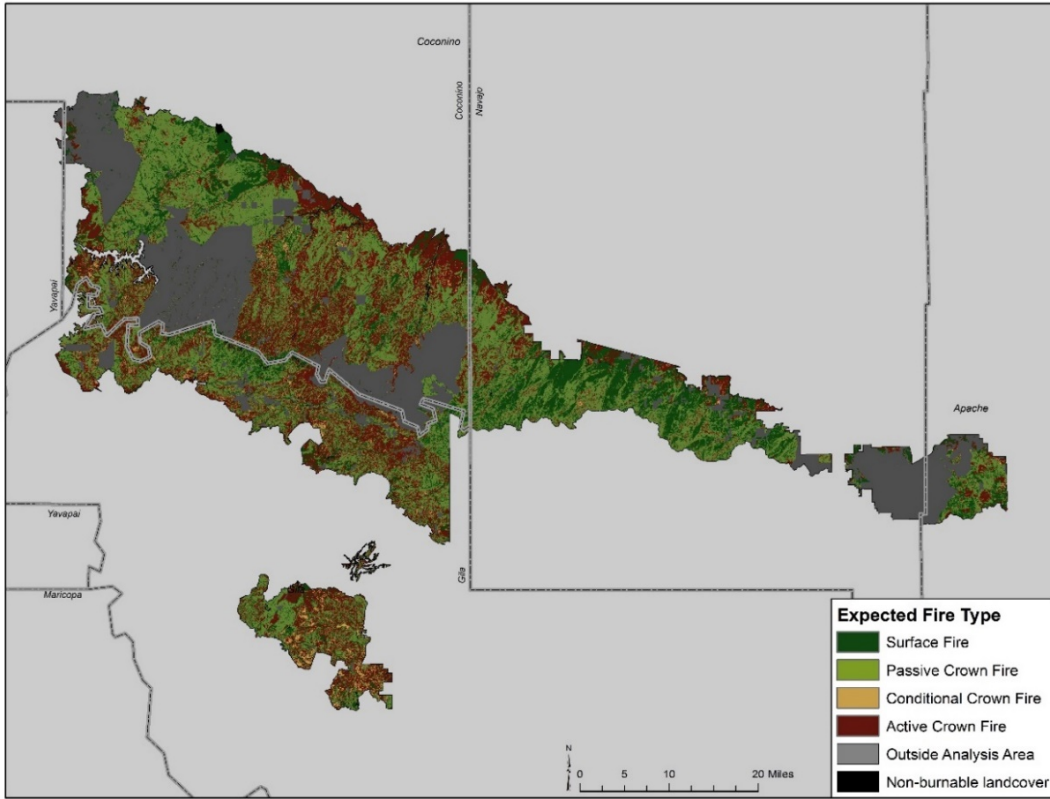 Coconino
Coconino
Navajo
Yavapai
Apache
Yavapai
Maricopa
Gila
Expected Fire Type
Surface Fire
Passive Crown Fire
Conditional Crown Fire
Active Crown Fire
Outside Analysis Area
Non-burnable landcover
N
0 5 10 20 Miles